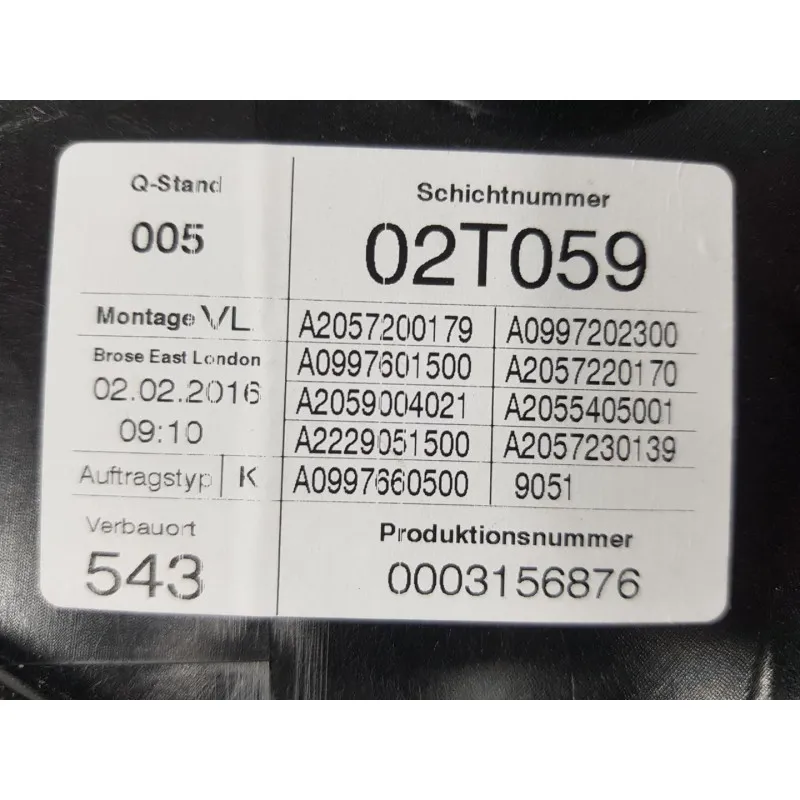 Q-Stand
005
Schichtnummer
02T059
Montage VL
Brose East London
02.02.2016
09:10
Auftragstyp K
A2057200179 A0997202300
A0997601500 A2057220170
A2059004021 A2055405001
A2229051500 A2057230139
A0997660500 9051
Verbauort
543
Produktionsnummer
0003156876